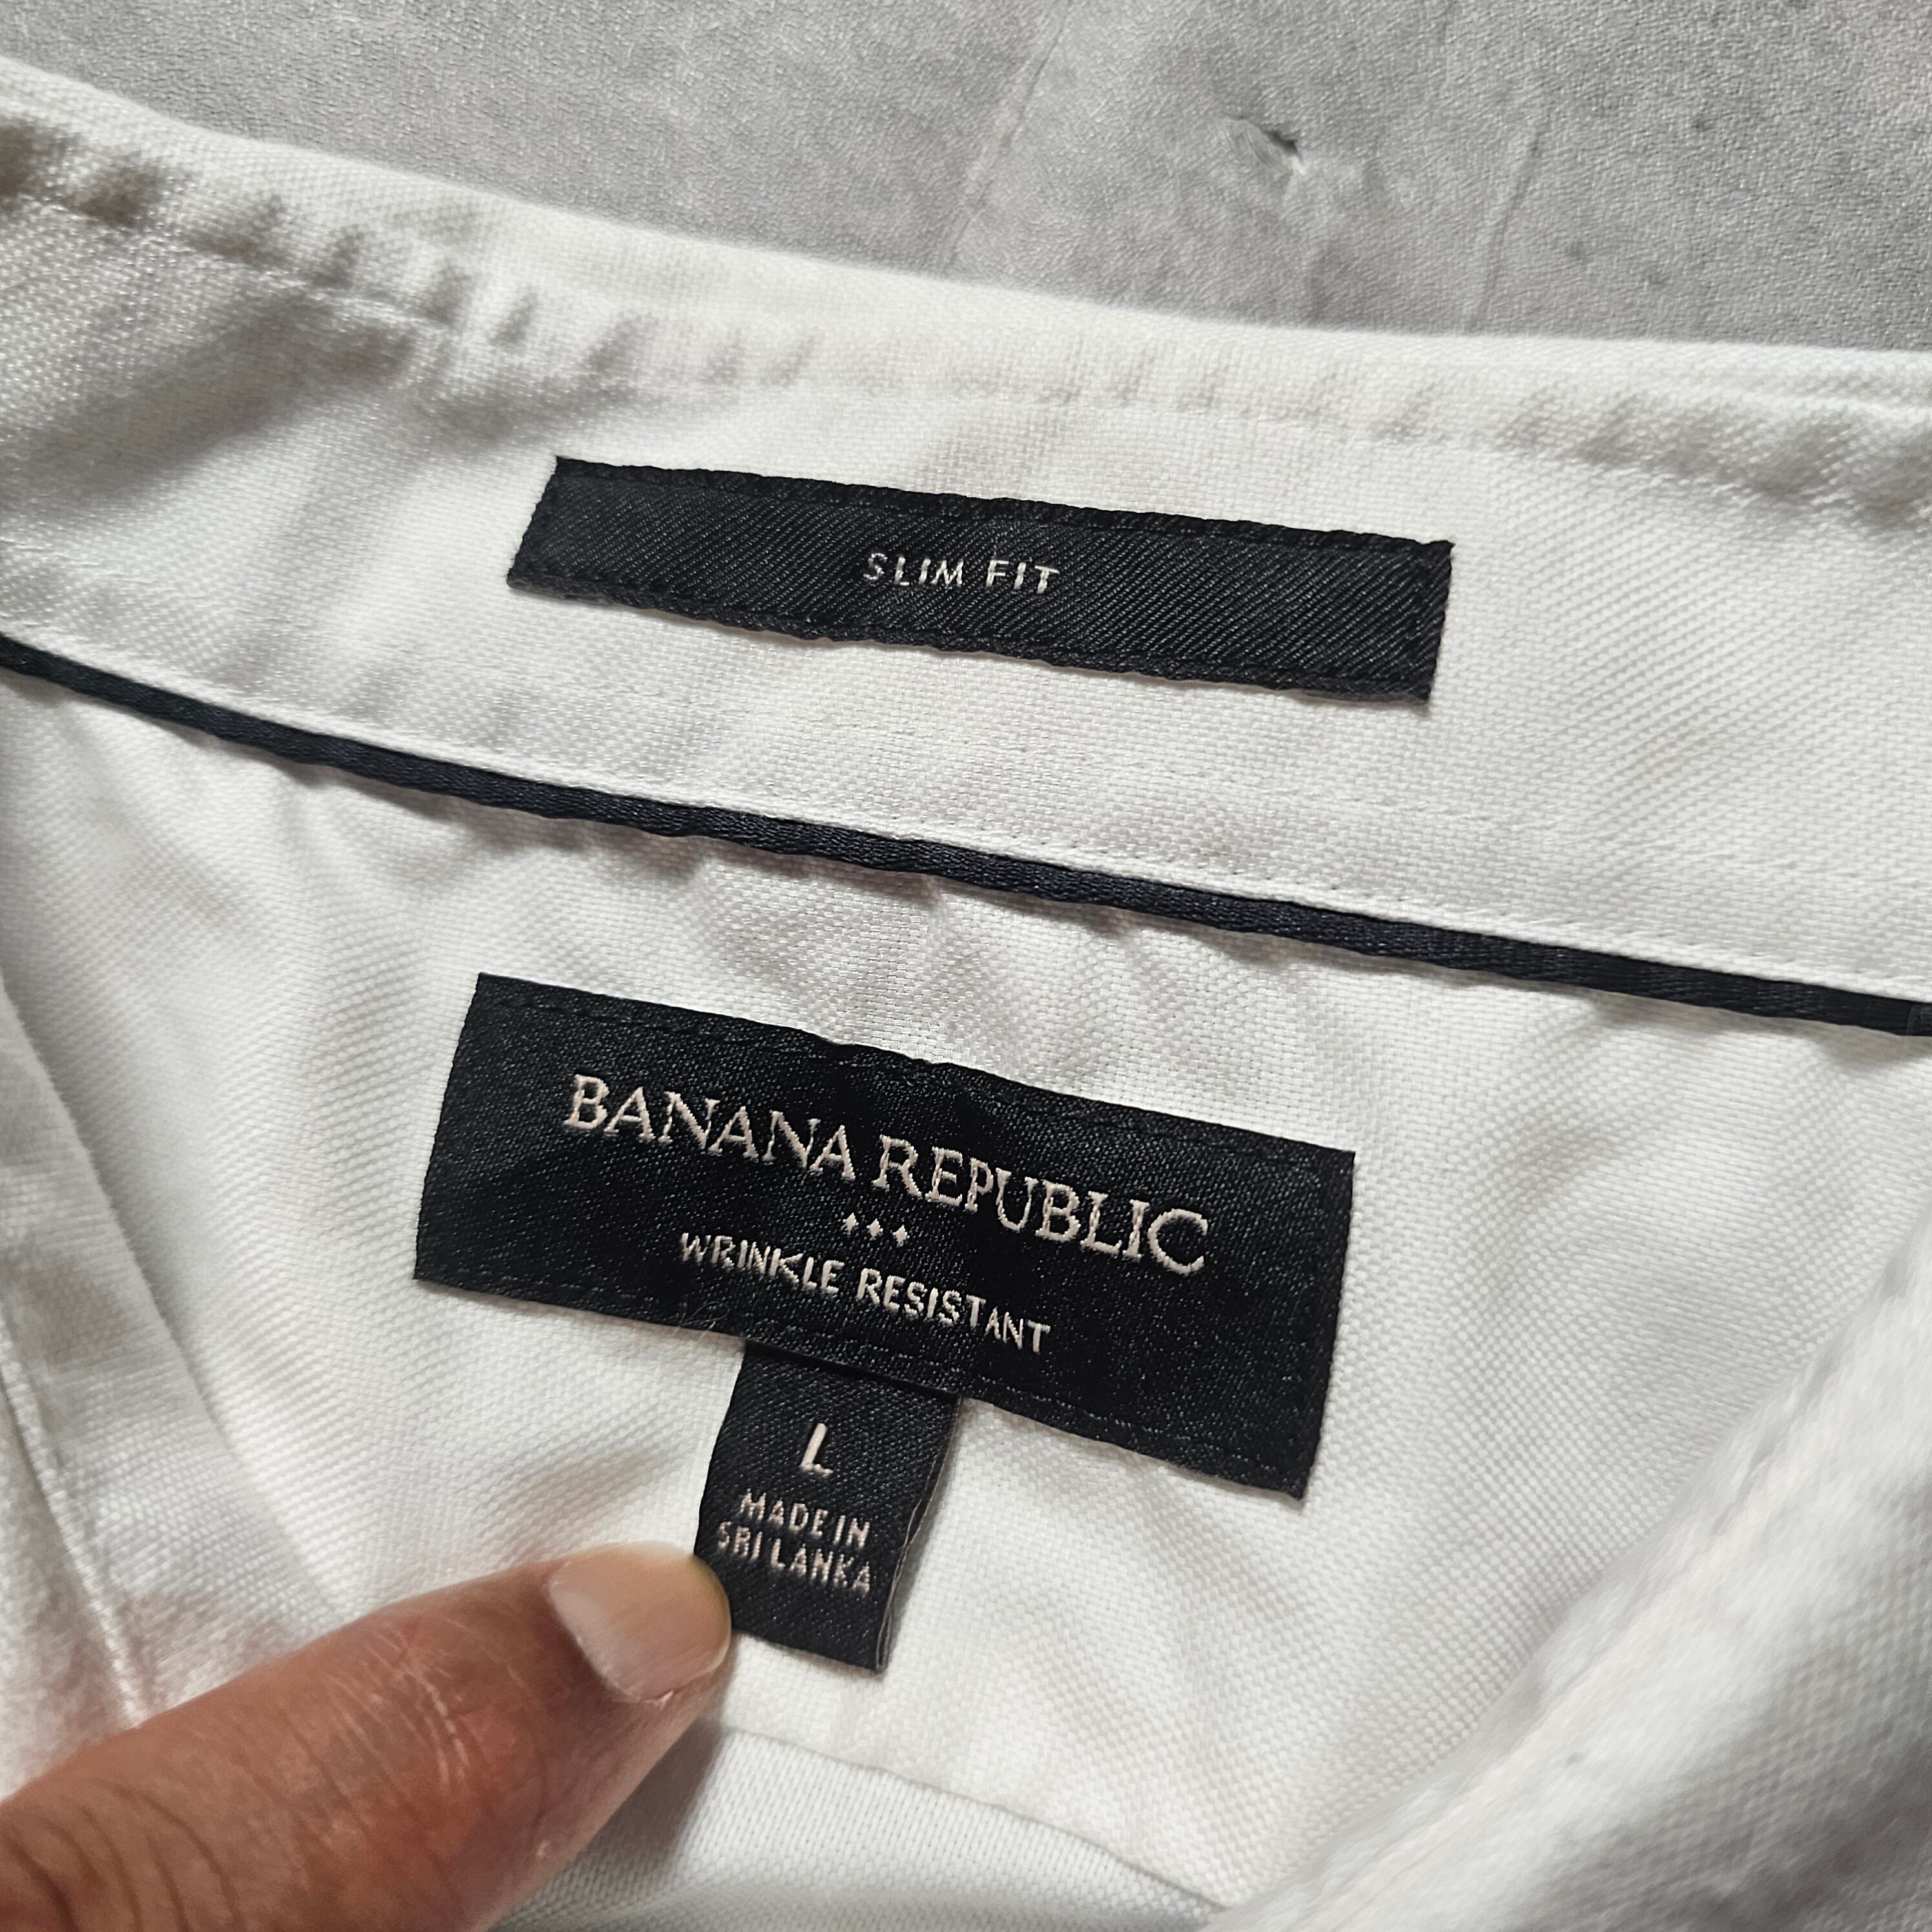 SLIM FIT
BANANA REPUBLIC
WRINKLE RESISTANT
L
MADE IN
SRI LANKA